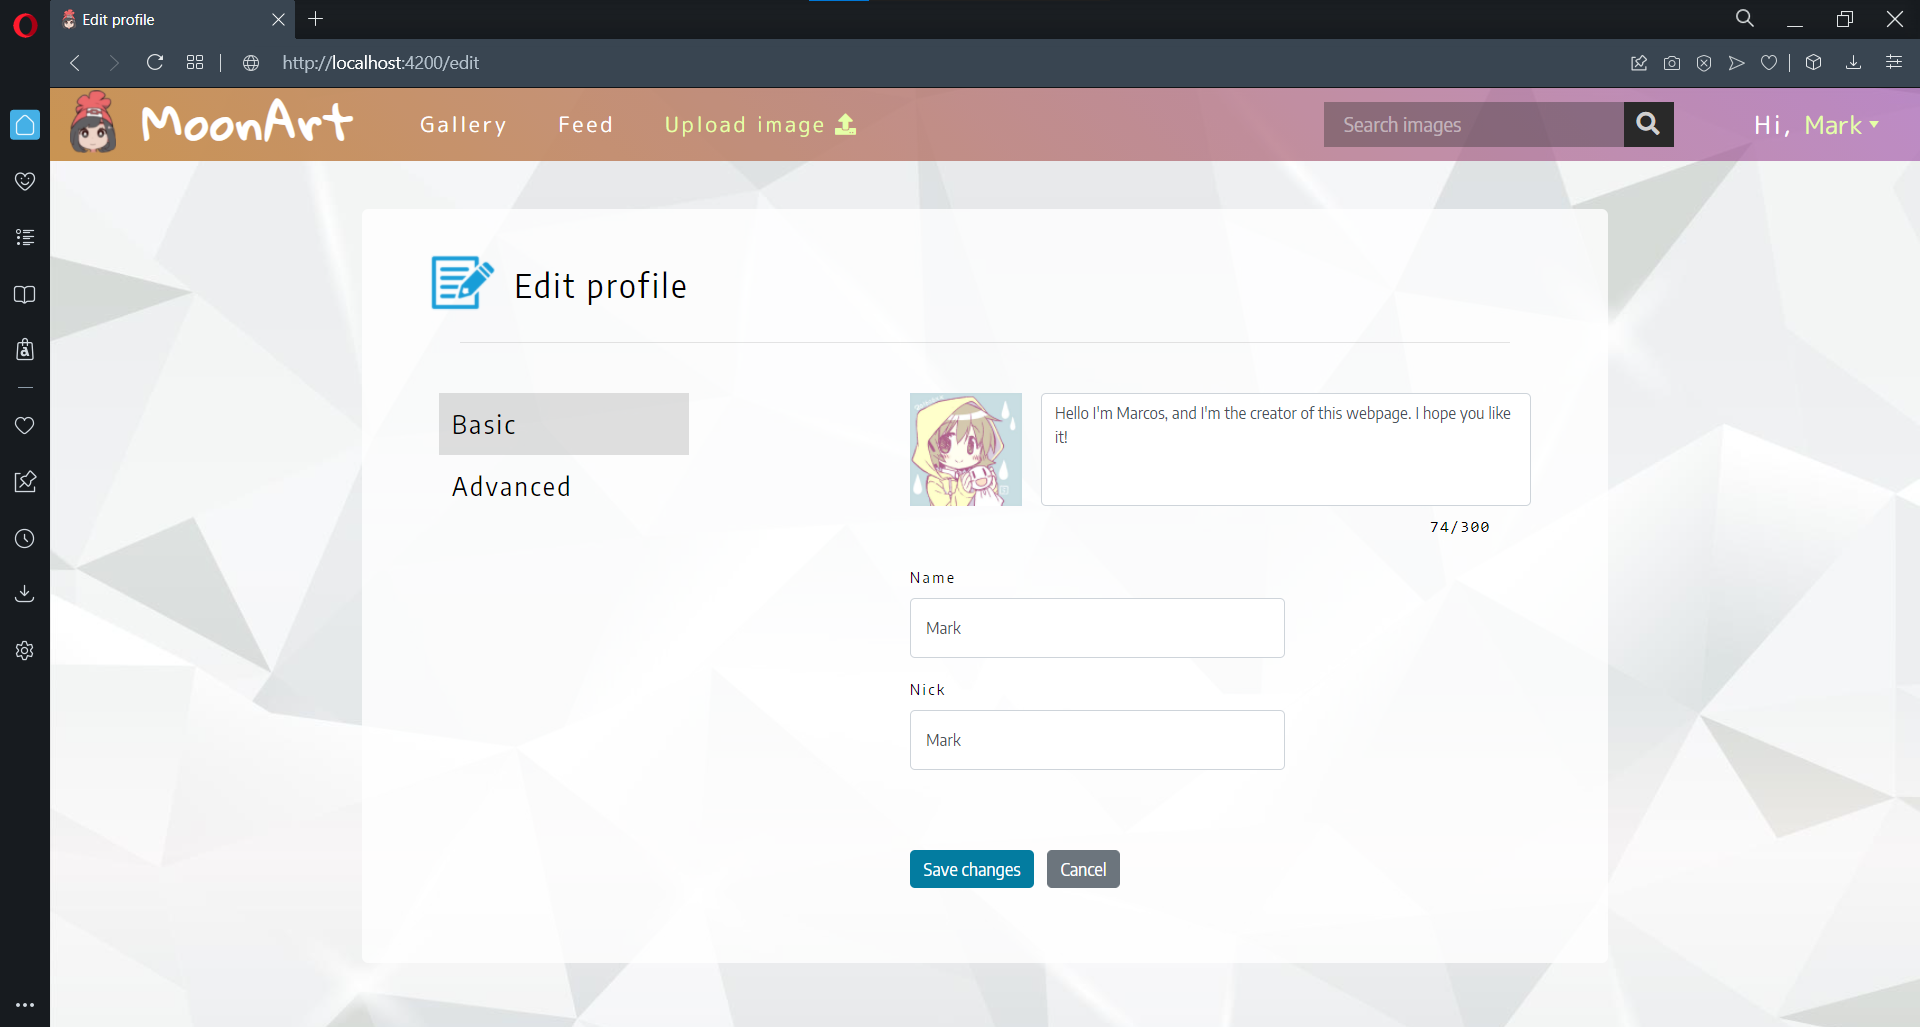 Edit profile
http://localhost:4200/edit
MoonArt
Gallery
Feed
Upload image
Search images
Hi, Mark
Edit profile
Basic
Advanced
Hello I'm Marcos, and I'm the creator of this webpage. I hope you like
it!
74/300
Name
Mark
Nick
Mark
Save changes
Cancel